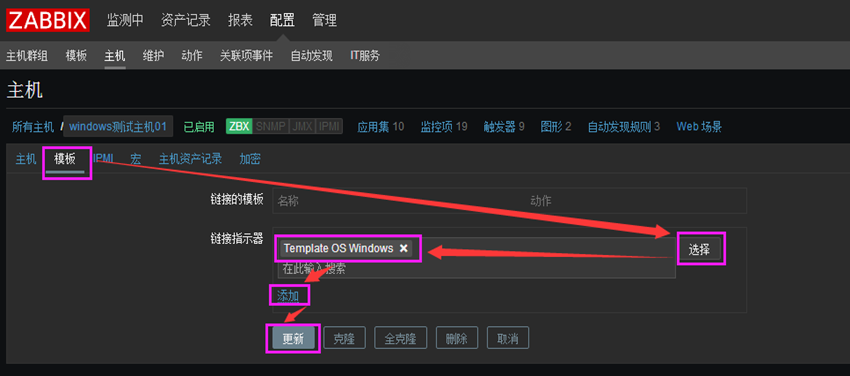 ZABBIX 监测中 资产记录 报表 配置 管理
主机群组 模板 主机 维护 动作 关联项事件 自动发现 IT服务
主机
所有主机 / windows测试主机01 已启用 ZBX SNMP JMX IPMI 应用集 10 监控项 19 触发器 9 图形 2 自动发现规则 3 Web 场景
主机 模板 IPMI 宏 主机资产记录 加密
链接的模板 名称 动作
链接指示器 Template OS Windows ✖ 选择
在此输入搜索
添加
更新 克隆 全克隆 删除 取消